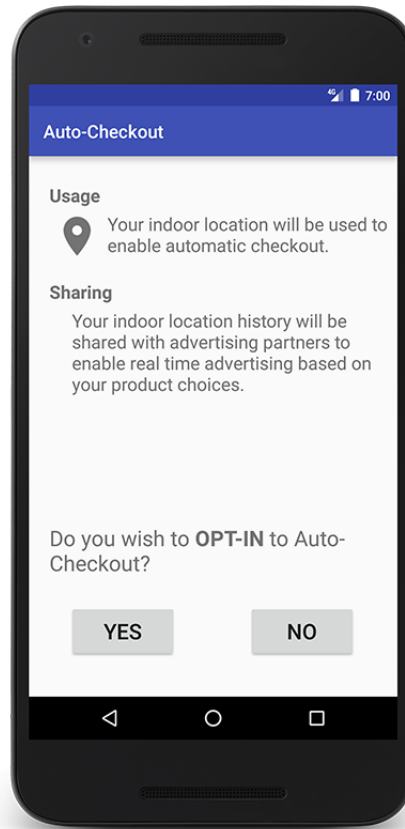 4G 7:00
Auto-Checkout
Usage
Your indoor location will be used to
enable automatic checkout.
Sharing
Your indoor location history will be
shared with advertising partners to
enable real time advertising based on
your product choices.
Do you wish to OPT-IN to Auto-
Checkout?
YES NO